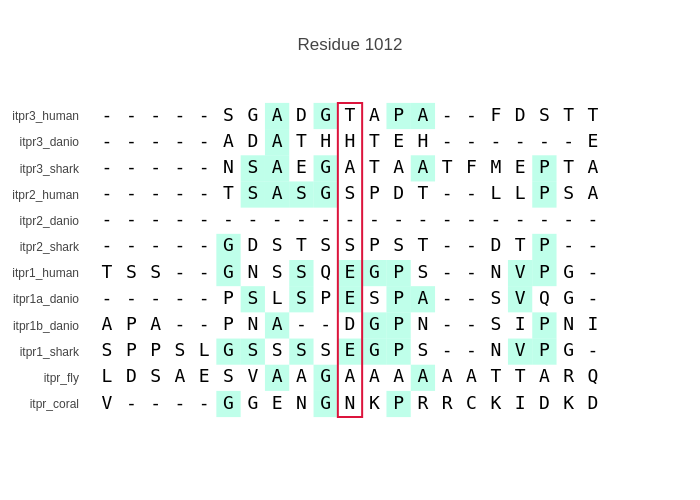 Residue 1012
itpr3_human - - - - - S G A D G T A P A - - F D S T T
itpr3_danio - - - - - A D A T H H T E H - - - - - - E
itpr3_shark - - - - - N S A E G A T A A T F M E P T A
itpr2_human - - - - - T S A S G S P D T - - L L P S A
itpr2_danio - - - - - - - - - - - - - - - - - - - - -
itpr2_shark - - - - - G D S T S S P S T - - D T P - -
itpr1_human T S S - - G N S S Q E G P S - - N V P G -
itpr1a_danio - - - - - P S L S P E S P A - - S V Q G -
itpr1b_danio A P A - - P N A - - D G P N - - S I P N I
itpr1_shark S P P S L G S S S S E G P S - - N V P G -
itpr_fly L D S A E S V A A G A A A A A A T T A R Q
itpr_coral V - - - - G G E N G N K P R R C K I D K D